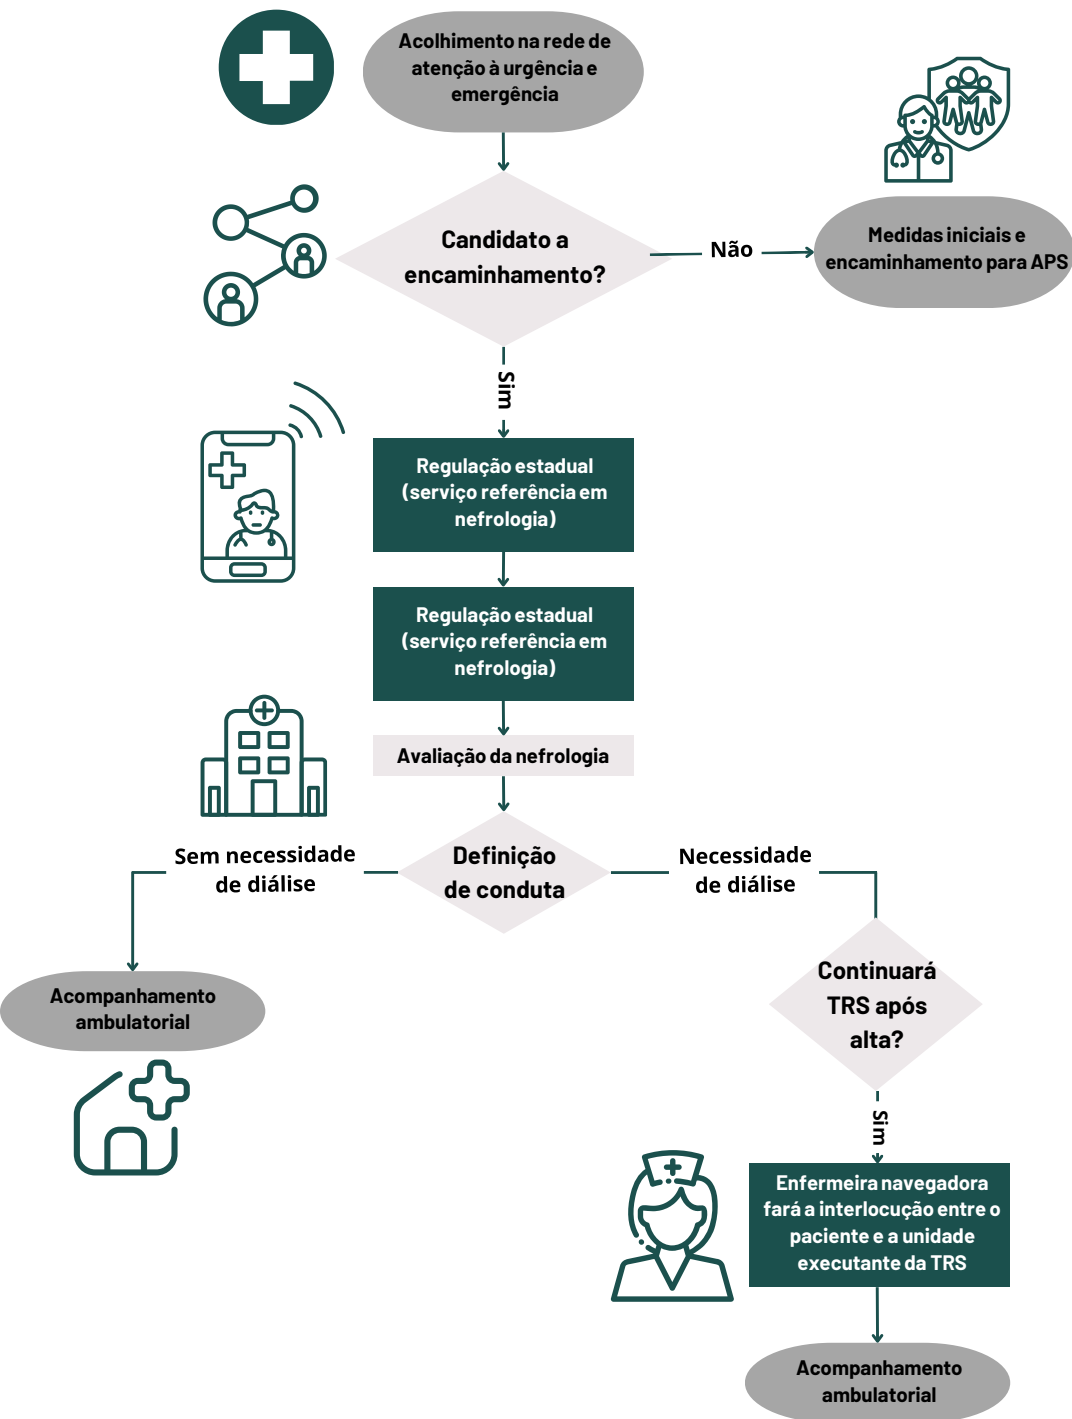 Acolhimento na rede de
atenção à urgência e
emergência
Candidato a
encaminhamento?
Não
Medidas iniciais e
encaminhamento para APS
Sim
Regulação estadual
(serviço referência em
nefrologia)
Regulação estadual
(serviço referência em
nefrologia)
Avaliação da nefrologia
Definição
de conduta
Sem necessidade
de diálise
Necessidade
de diálise
Acompanhamento
ambulatorial
Continuará
TRS após
alta?
Sim
Enfermeira navegadora
fará a interlocução entre o
paciente e a unidade
executante da TRS
Acompanhamento
ambulatorial